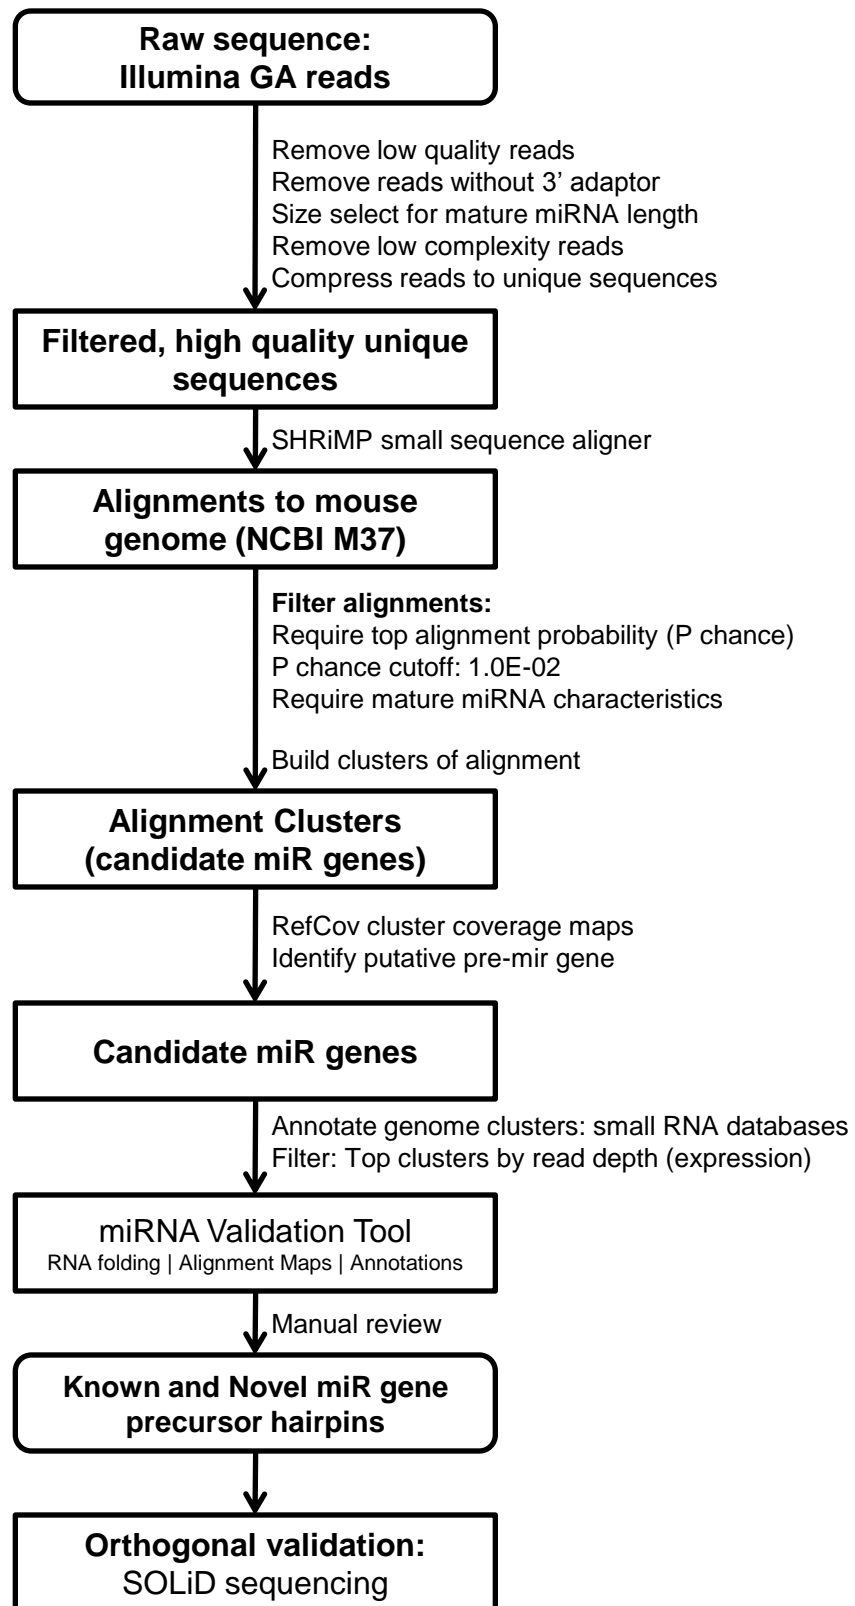 Raw sequence:
Illumina GA reads
Remove low quality reads
Remove reads without 3’ adaptor
Size select for mature miRNA length
Remove low complexity reads
Compress reads to unique sequences
Filtered, high quality unique
sequences
SHRiMP small sequence aligner
Alignments to mouse
genome (NCBI M37)
Filter alignments:
Require top alignment probability (P chance)
P chance cutoff: 1.0E-02
Require mature miRNA characteristics
Build clusters of alignment
Alignment Clusters
(candidate miR genes)
RefCov cluster coverage maps
Identify putative pre-mir gene
Candidate miR genes
Annotate genome clusters: small RNA databases
Filter: Top clusters by read depth (expression)
miRNA Validation Tool
RNA folding | Alignment Maps | Annotations
Manual review
Known and Novel miR gene
precursor hairpins
Orthogonal validation:
SOLiD sequencing